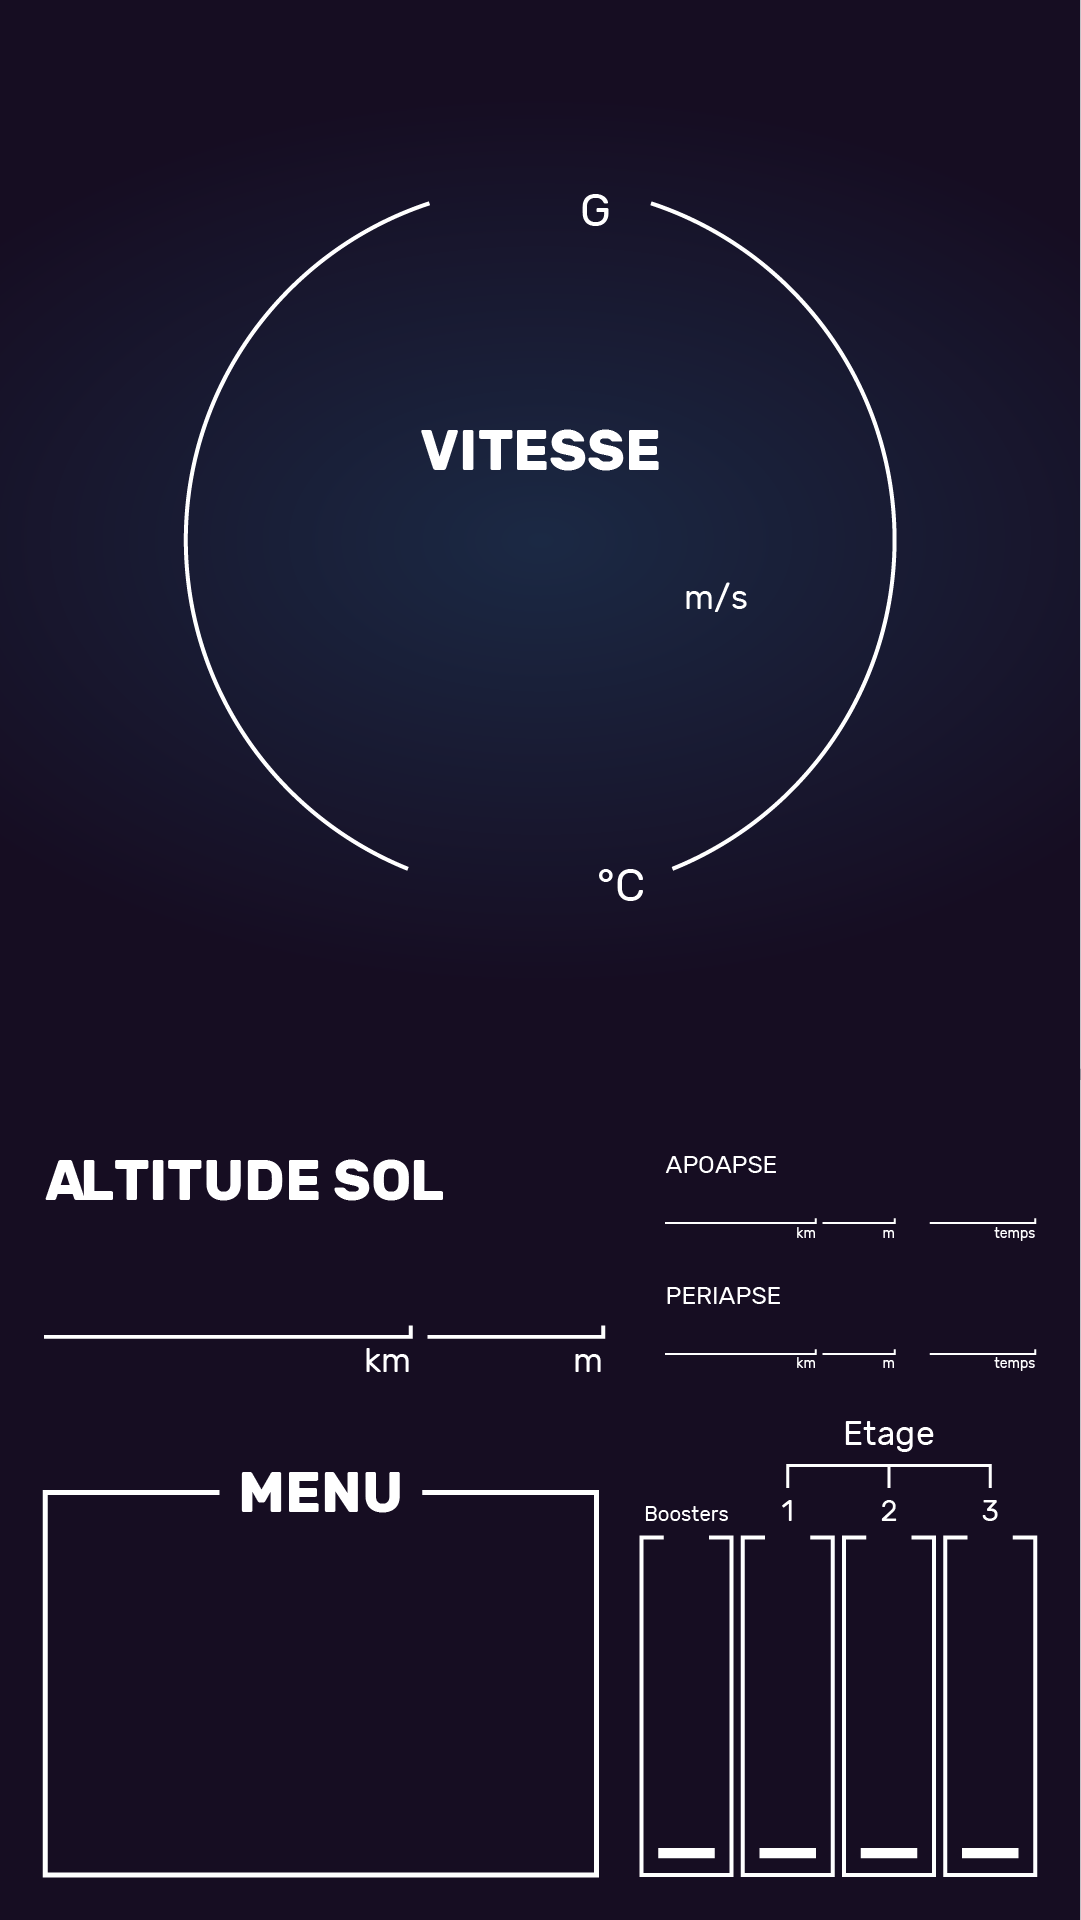 G
VITESSE
m/s
°C
ALTITUDE SOL
km m
APOAPSE
km m temps
PERIAPSE
km m temps
MENU
Etage
Boosters 1 2 3